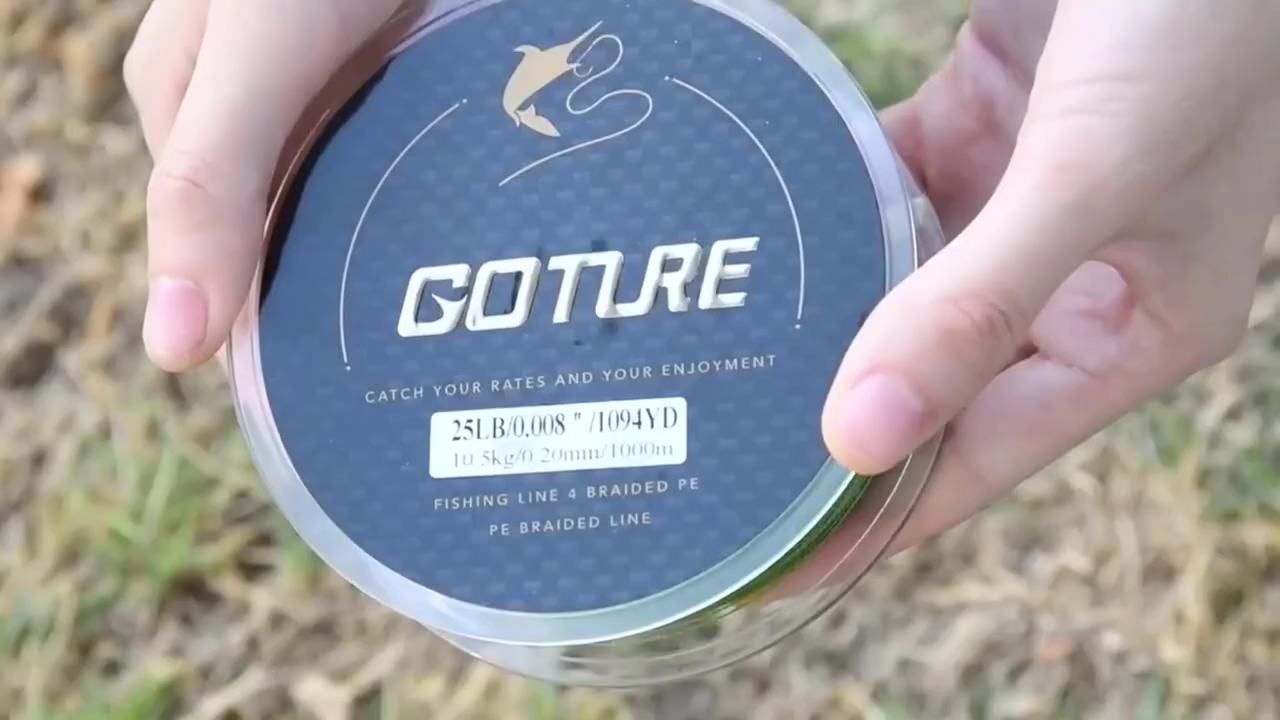 GOTURE
CATCH YOUR RATES AND YOUR ENJOYMENT
25LB/0.008 " /1094YD
10.5kg/0.20mm/1000m
FISHING LINE 4 BRAIDED PE
PE BRAIDED LINE